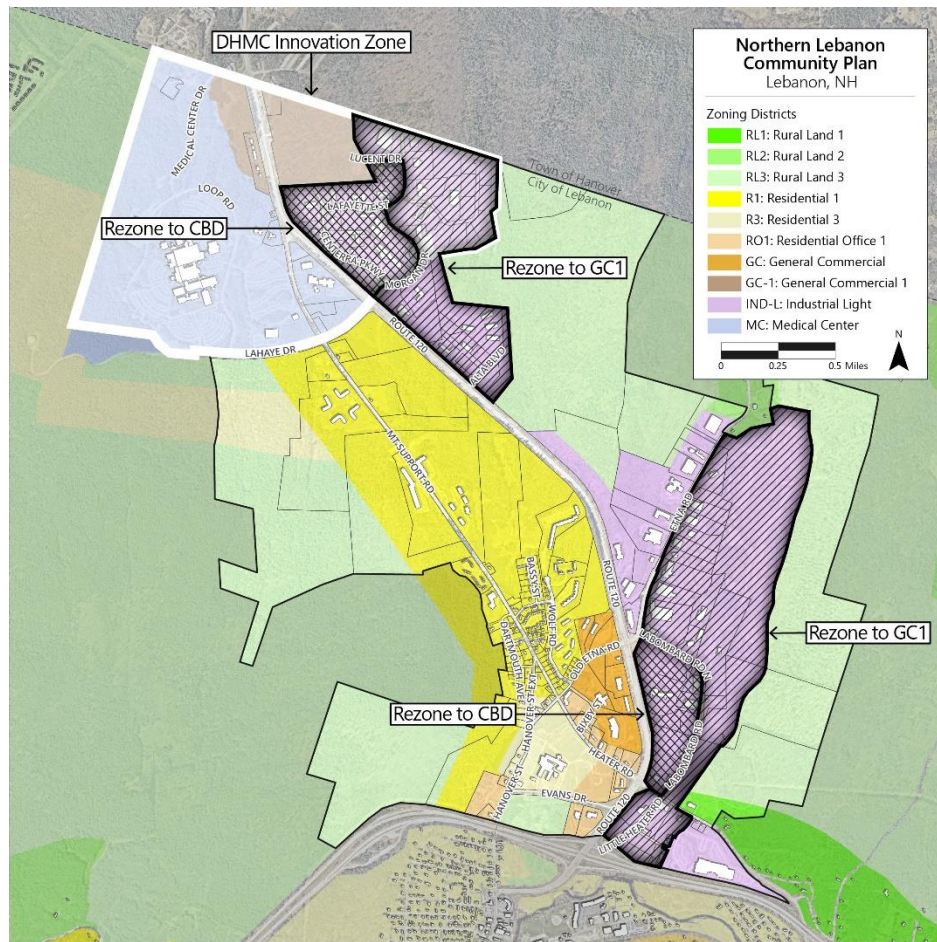 DHMC Innovation Zone
Northern Lebanon
Community Plan
Lebanon, NH
Zoning Districts
RL1: Rural Land 1
RL2: Rural Land 2
RL3: Rural Land 3
R1: Residential 1
R3: Residential 3
RO1: Residential Office 1
GC: General Commercial
GC-1: General Commercial 1
IND-L: Industrial Light
MC: Medical Center
N
0 0.25 0.5 Miles
MEDICAL CENTER DR
LUCENT DR
Town of Hanover
City of Lebanon
LOOP RD
LAFAYETTE ST
Rezone to CBD
CENTERRA PKWY
MORGAN DR
Rezone to GC1
ROUTE 120
LAHAYE DR
ALTA BLVD
MT SUPPORT RD
ETNA RD
ROUTE 120
BASSY ST
WOLF RD
DARTMOUTH AVE
HANOVER ST EXT
OLD ETNA RD
LABOMBARD RD N
Rezone to GC1
Rezone to CBD
BIXBY ST
HEATER RD
LABOMBARD RD
HANOVER ST
EVANS DR
ROUTE 120
LITTLE HEATER RD